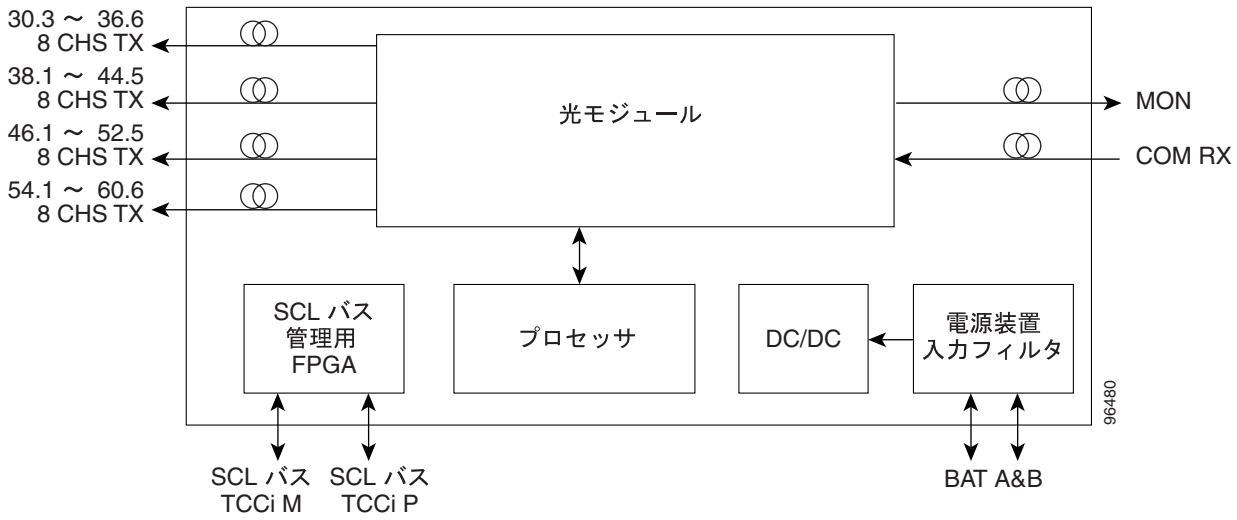 30.3 ～ 36.6
8 CHS TX
38.1 ～ 44.5
8 CHS TX
46.1 ～ 52.5
8 CHS TX
54.1 ～ 60.6
8 CHS TX
光モジュール
MON
COM RX
SCL バス
管理用
FPGA
プロセッサ
DC/DC
電源装置
入力フィルタ
96480
SCL バス
TCCi M
SCL バス
TCCi P
BAT A&B